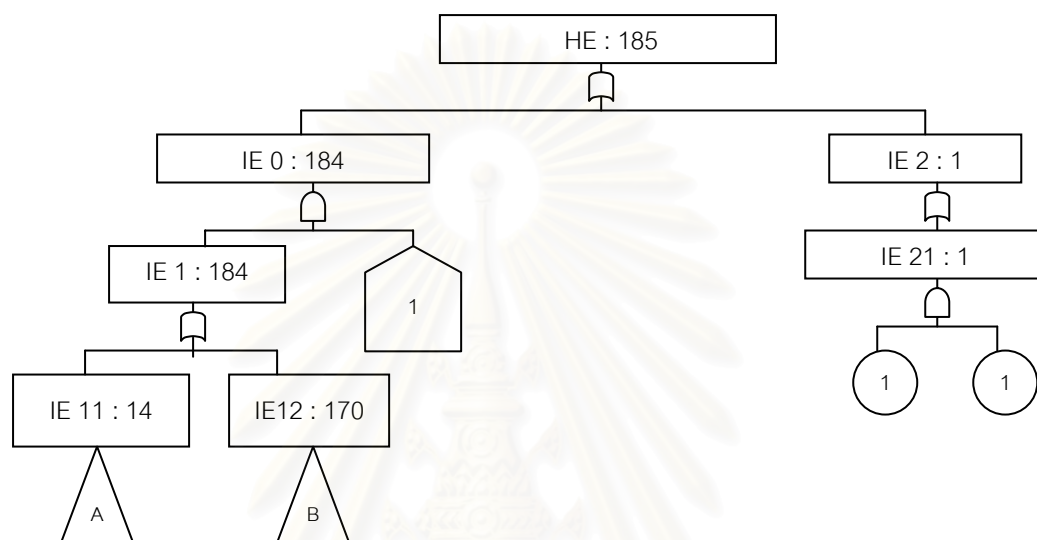 HE : 185
IE 0 : 184
IE 2 : 1
IE 1 : 184
1
IE 21 : 1
IE 11 : 14
IE12 : 170
1
1
A
B